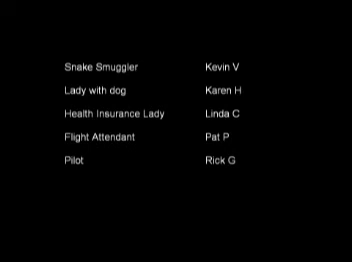 Snake Smuggler Kevin V
Lady with dog Karen H
Health Insurance Lady Linda C
Flight Attendant Pat P
Pilot Rick G